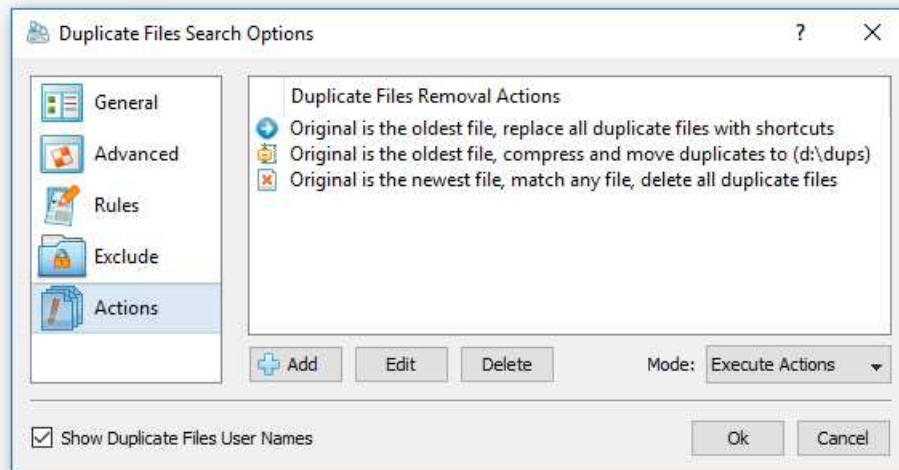 Duplicate Files Search Options
?
General
Advanced
Rules
Exclude
Actions
Duplicate Files Removal Actions
Original is the oldest file, replace all duplicate files with shortcuts
Original is the oldest file, compress and move duplicates to (d:\dups)
Original is the newest file, match any file, delete all duplicate files
Add Edit Delete Mode: Execute Actions
Show Duplicate Files User Names Ok Cancel